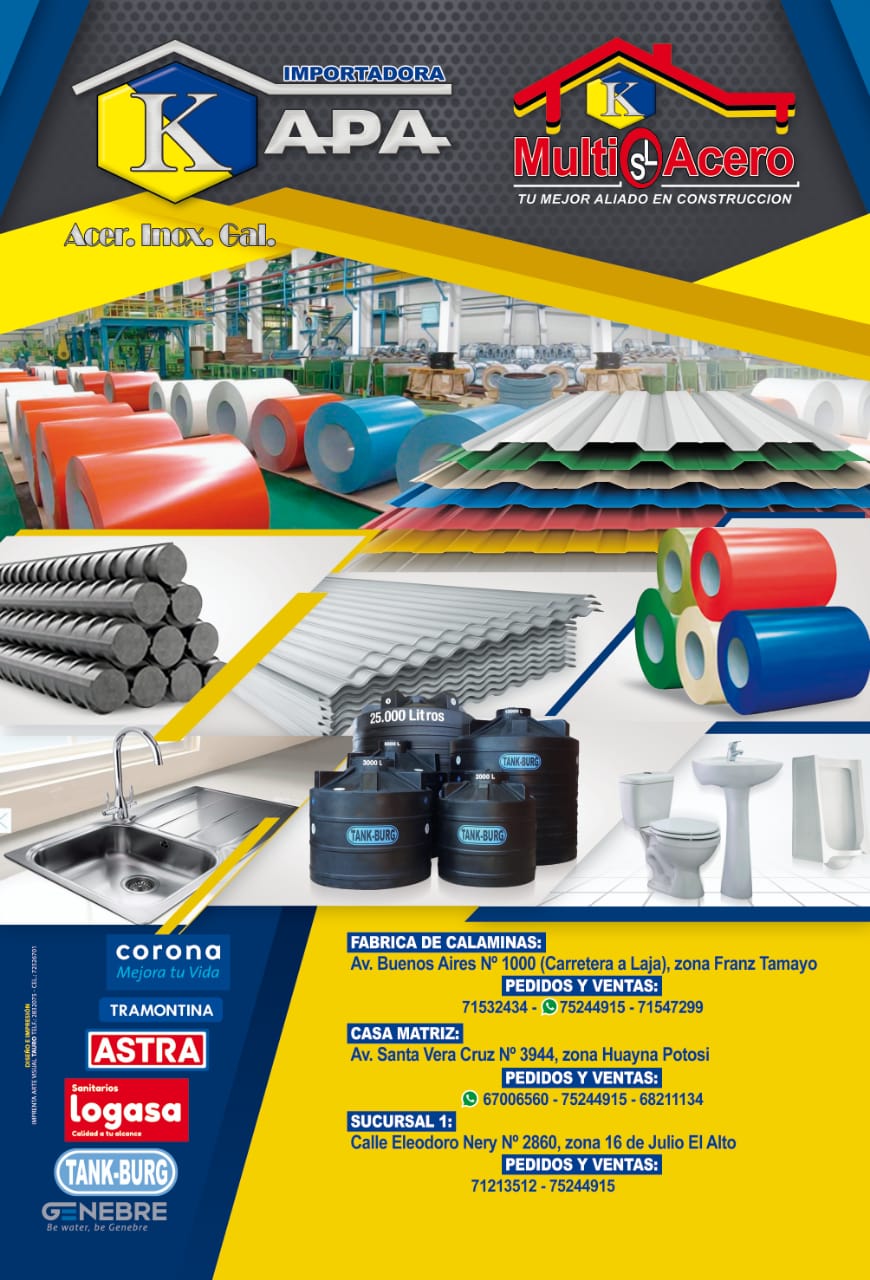 IMPORTADORA
K
APA
Acer. Inox. Gal.
K
Multi SL Acero
TU MEJOR ALIADO EN CONSTRUCCION
25.000 Litros
3000 L
2000 L
TANK-BURG
TANK-BURG
TANK-BURG
corona
Mejora tu Vida
TRAMONTINA
ASTRA
Sanitarios
logasa
Calidad a tu alcance
TANK-BURG
GENEBRE
Be water, be Genebre
DISEÑO E IMPRESIÓN
FABRICA DE CALAMINAS:
Av. Buenos Aires Nº 1000 (Carretera a Laja), zona Franz Tamayo
PEDIDOS Y VENTAS:
71532434 - 75244915 - 71547299
CASA MATRIZ:
Av. Santa Vera Cruz Nº 3944, zona Huayna Potosi
PEDIDOS Y VENTAS:
67006560 - 75244915 - 68211134
SUCURSAL 1:
Calle Eleodoro Nery Nº 2860, zona 16 de Julio El Alto
PEDIDOS Y VENTAS:
71213512 - 75244915